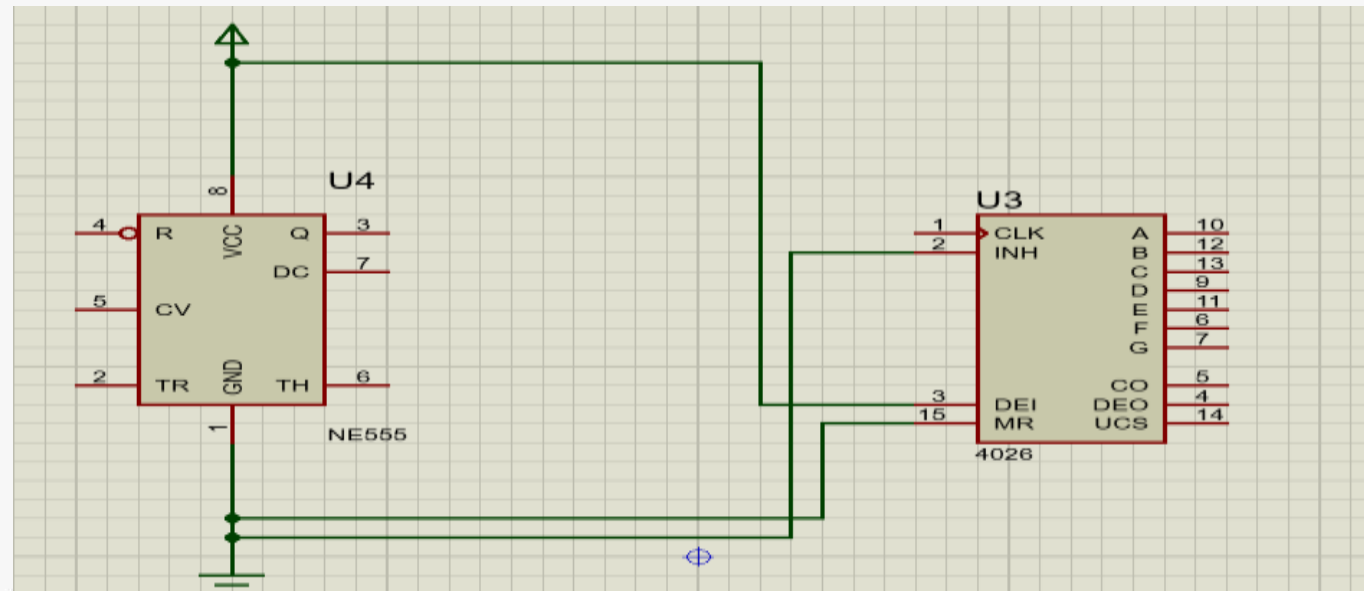 U4
8
4 R VCC Q 3
DC 7
5 CV
2 TR GND TH 6
1
NE555
U3
1 CLK A 10
2 INH B 12
C 13
D 9
E 11
F 6
G 7
CO 5
3 DEI DEO 4
15 MR UCS 14
4026